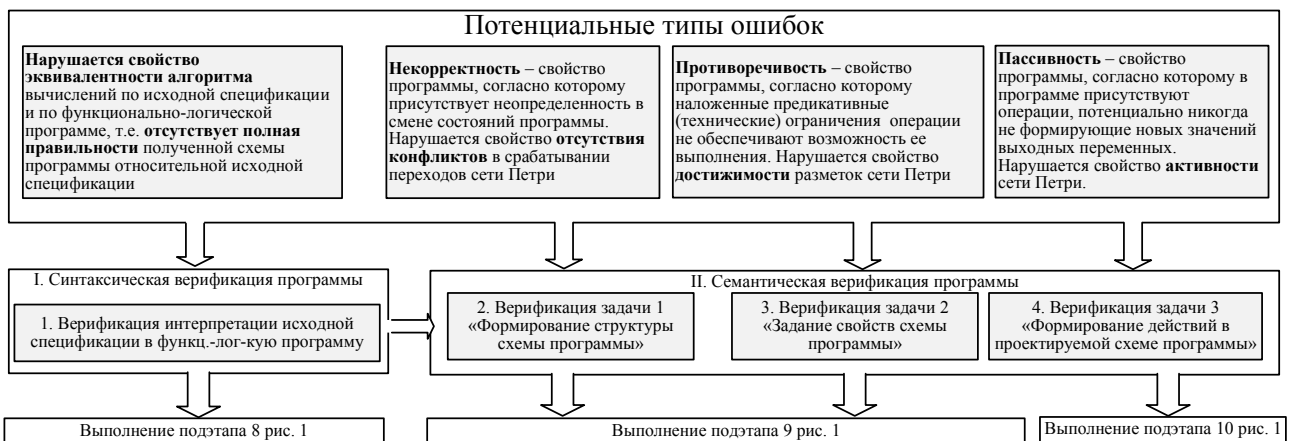 Потенциальные типы ошибок
Нарушается свойство
эквивалентности алгоритма
вычислений по исходной спецификации
и по функционально-логической
программе, т.е. отсутствует полная
правильности полученной схемы
программы относительной исходной
спецификации
Некорректность – свойство
программы, согласно которому
присутствует неопределенность в
смене состояний программы.
Нарушается свойство отсутствия
конфликтов в срабатывании
переходов сети Петри
Противоречивость – свойство
программы, согласно которому
наложенные предикативные
(технические) ограничения операции
не обеспечивают возможность ее
выполнения. Нарушается свойство
достижимости разметок сети Петри
Пассивность – свойство
программы, согласно которому в
программе присутствуют
операции, потенциально никогда
не формирующие новых значений
выходных переменных.
Нарушается свойство активности
сети Петри.
I. Синтаксическая верификация программы
1. Верификация интерпретации исходной
спецификации в функц.-лог-кую программу
II. Семантическая верификация программы
2. Верификация задачи 1
«Формирование структуры
схемы программы»
3. Верификация задачи 2
«Задание свойств схемы
программы»
4. Верификация задачи 3
«Формирование действий в
проектируемой схеме программы»
Выполнение подэтапа 8 рис. 1
Выполнение подэтапа 9 рис. 1
Выполнение подэтапа 10 рис. 1